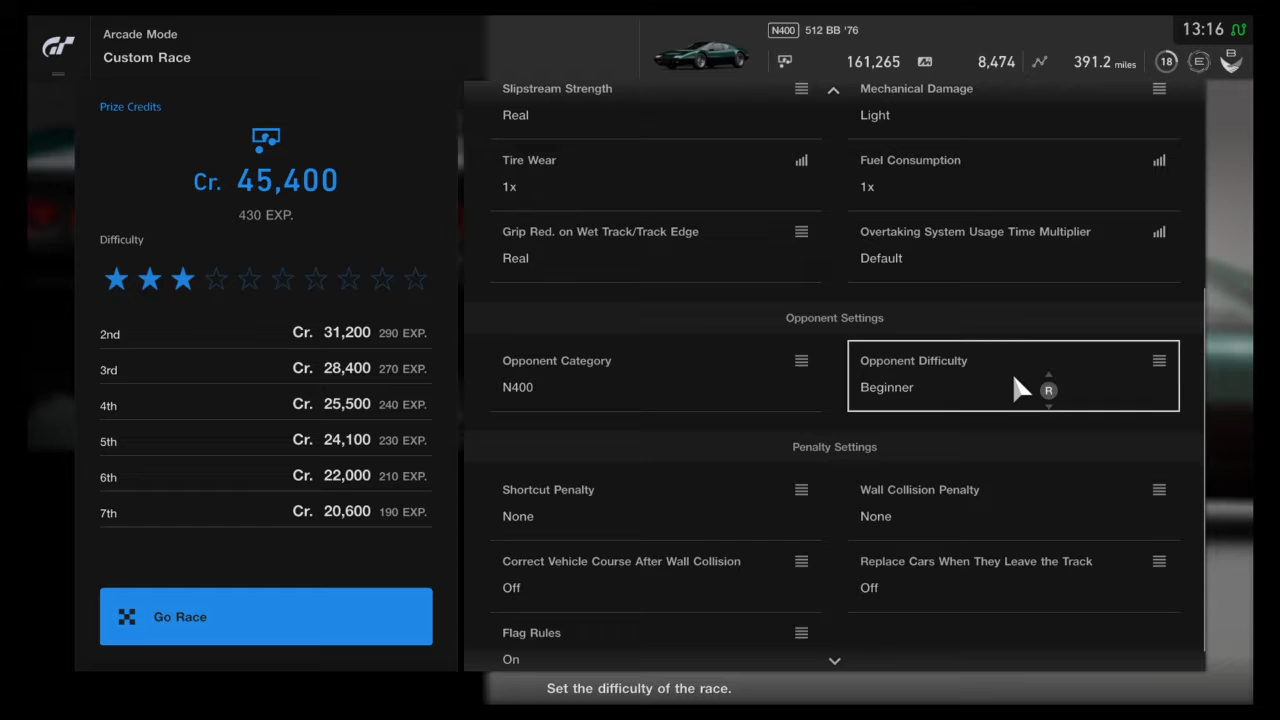 Arcade Mode
Custom Race
N400 512 BB '76
161,265 8,474 391.2 miles 18 E B
13:16
Prize Credits
Cr. 45,400
430 EXP.
Difficulty
2nd Cr. 31,200 290 EXP.
3rd Cr. 28,400 270 EXP.
4th Cr. 25,500 240 EXP.
5th Cr. 24,100 230 EXP.
6th Cr. 22,000 210 EXP.
7th Cr. 20,600 190 EXP.
Go Race
Slipstream Strength
Real
Mechanical Damage
Light
Tire Wear
1x
Fuel Consumption
1x
Grip Red. on Wet Track/Track Edge
Real
Overtaking System Usage Time Multiplier
Default
Opponent Settings
Opponent Category
N400
Opponent Difficulty
Beginner
R
Penalty Settings
Shortcut Penalty
None
Wall Collision Penalty
None
Correct Vehicle Course After Wall Collision
Off
Replace Cars When They Leave the Track
Off
Flag Rules
On
Set the difficulty of the race.